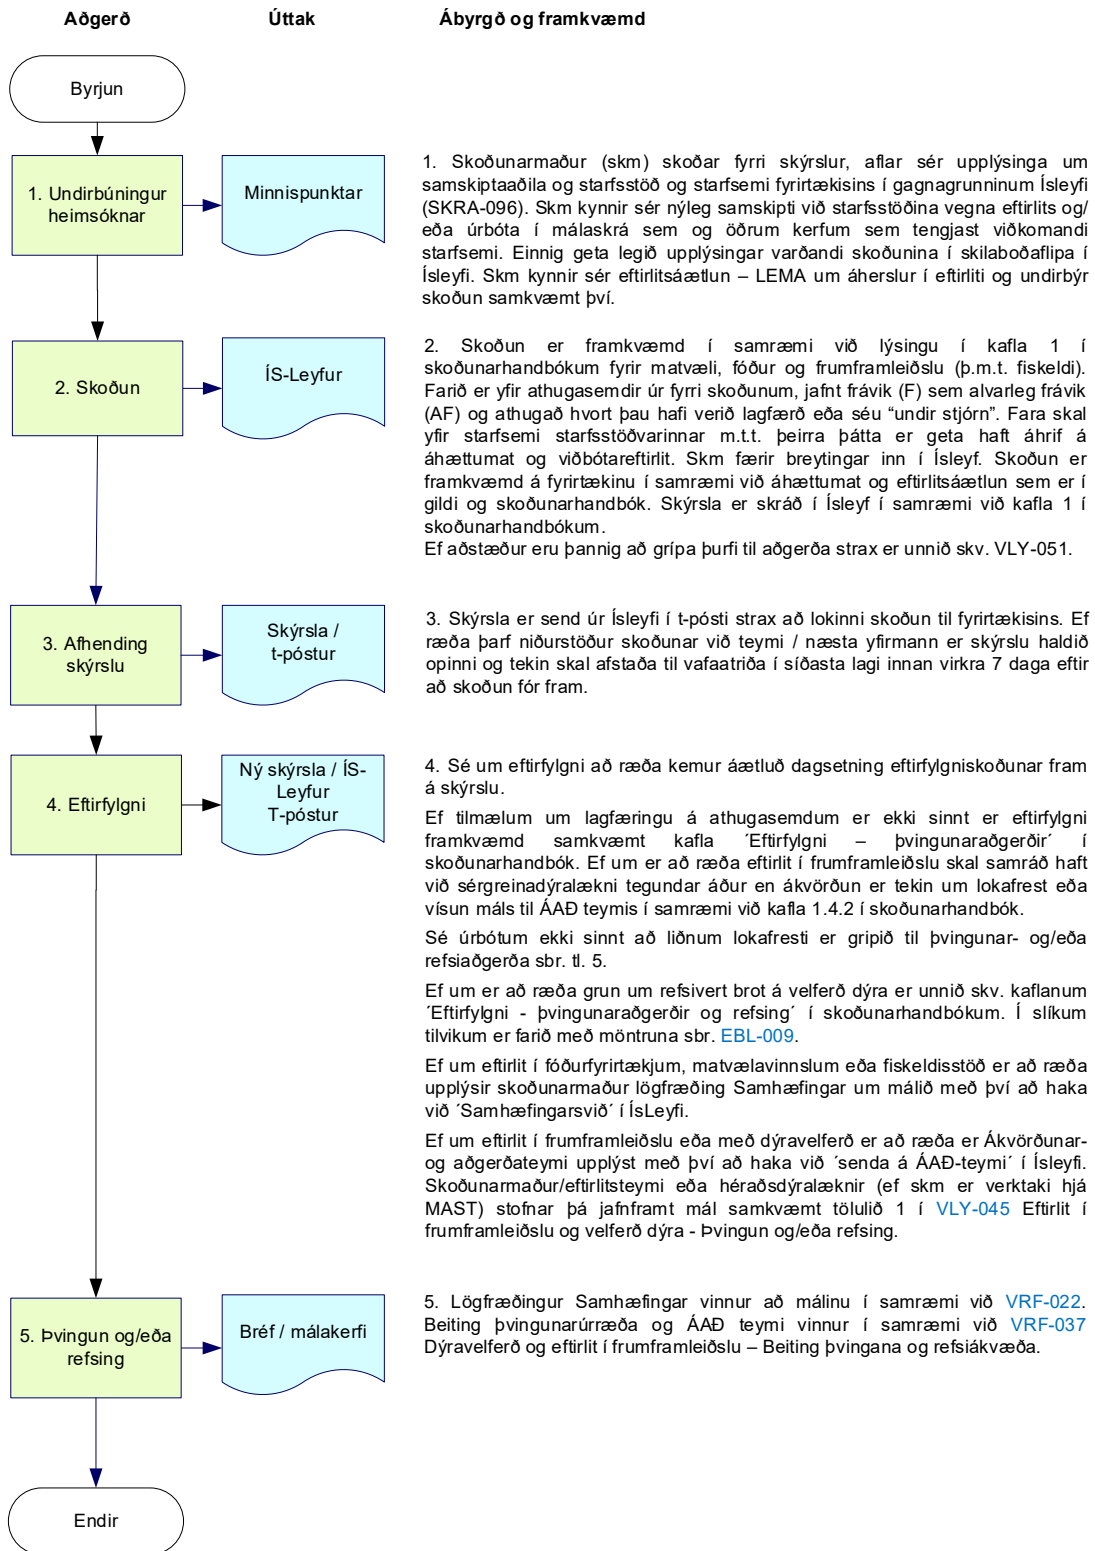 Aðgerð
Úttak
Ábyrgð og framkvæmd
Byrjun
1. Undirbúningur
heimsóknar
Minnispunktar
1. Skoðunarmaður (skm) skoðar fyrri skýrslur, aflar sér upplýsinga um
samskiptaaðila og starfsstöð og starfsemi fyrirtækisins í gagnagrunninum Ísleyfi
(SKRA-096). Skm kynnir sér nýleg samskipti við starfsstöðina vegna eftirlits og/
eða úrbóta í málaskrá sem og öðrum kerfum sem tengjast viðkomandi
starfsemi. Einnig geta legið upplýsingar varðandi skoðunina í skilaboðaflipa í
Ísleyfi. Skm kynnir sér eftirlitsáætlun – LEMA um áherslur í eftirliti og undirbýr
skoðun samkvæmt því.
2. Skoðun
ÍS-Leyfur
2. Skoðun er framkvæmd í samræmi við lýsingu í kafla 1 í
skoðunarhandbókum fyrir matvæli, fóður og frumframleiðslu (þ.m.t. fiskeldi).
Farið er yfir athugasemdir úr fyrri skoðunum, jafnt frávik (F) sem alvarleg frávik
(AF) og athugað hvort þau hafi verið lagfærð eða séu “undir stjórn”. Fara skal
yfir starfsemi starfsstöðvarinnar m.t.t. þeirra þátta er geta haft áhrif á
áhættumat og viðbótareftirlit. Skm færir breytingar inn í Ísleyf. Skoðun er
framkvæmd á fyrirtækinu í samræmi við áhættumat og eftirlitsáætlun sem er í
gildi og skoðunarhandbók. Skýrsla er skráð í Ísleyf í samræmi við kafla 1 í
skoðunarhandbókum.
Ef aðstæður eru þannig að grípa þurfi til aðgerða strax er unnið skv. VLY-051.
3. Afhending
skýrslu
Skýrsla /
t-póstur
3. Skýrsla er send úr Ísleyfi í t-pósti strax að lokinni skoðun til fyrirtækisins. Ef
ræða þarf niðurstöður skoðunar við teymi / næsta yfirmann er skýrslu haldið
opinni og tekin skal afstaða til vafaatriða í síðasta lagi innan virkra 7 daga eftir
að skoðun fór fram.
4. Eftirfylgni
Ný skýrsla / ÍS-
Leyfur
T-póstur
4. Sé um eftirfylgni að ræða kemur áætluð dagsetning eftirfylgniskoðunar fram
á skýrslu.
Ef tilmælum um lagfæringu á athugasemdum er ekki sinnt er eftirfylgni
framkvæmd samkvæmt kafla ´Eftirfylgni – þvingunaraðgerðir´ í
skoðunarhandbók. Ef um er að ræða eftirlit í frumframleiðslu skal samráð haft
við sérgreinadýralækni tegundar áður en ákvörðun er tekin um lokafrest eða
vísun máls til ÁAÐ teymis í samræmi við kafla 1.4.2 í skoðunarhandbók.
Sé úrbótum ekki sinnt að liðnum lokafresti er gripið til þvingunar- og/eða
refsiaðgerða sbr. tl. 5.
Ef um er að ræða grun um refsivert brot á velferð dýra er unnið skv. kaflanum
´Eftirfylgni - þvingunaraðgerðir og refsing´ í skoðunarhandbókum. Í slíkum
tilvikum er farið með möntruna sbr. EBL-009.
Ef um eftirlit í fóðurfyrirtækjum, matvælavinnslum eða fiskeldisstöð er að ræða
upplýsir skoðunarmaður lögfræðing Samhæfingar um málið með því að haka
við ´Samhæfingarsvið´ í ÍsLeyfi.
Ef um eftirlit í frumframleiðslu eða með dýravelferð er að ræða er Ákvörðunar-
og aðgerðateymi upplýst með því að haka við ´senda á ÁAÐ-teymi´ í Ísleyfi.
Skoðunarmaður/eftirlitsteymi eða héraðsdýralæknir (ef skm er verktaki hjá
MAST) stofnar þá jafnframt mál samkvæmt tölulið 1 í VLY-045 Eftirlit í
frumframleiðslu og velferð dýra - Þvingun og/eða refsing.
5. Þvingun og/eða
refsing
Bréf / málakerfi
5. Lögfræðingur Samhæfingar vinnur að málinu í samræmi við VRF-022.
Beiting þvingunarúrræða og ÁAÐ teymi vinnur í samræmi við VRF-037
Dýravelferð og eftirlit í frumframleiðslu – Beiting þvingana og refsiákvæða.
Endir